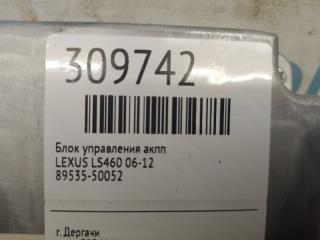 309742
Блок управления акпп
LEXUS LS460 06-12
89535-50052
г. Дергачи